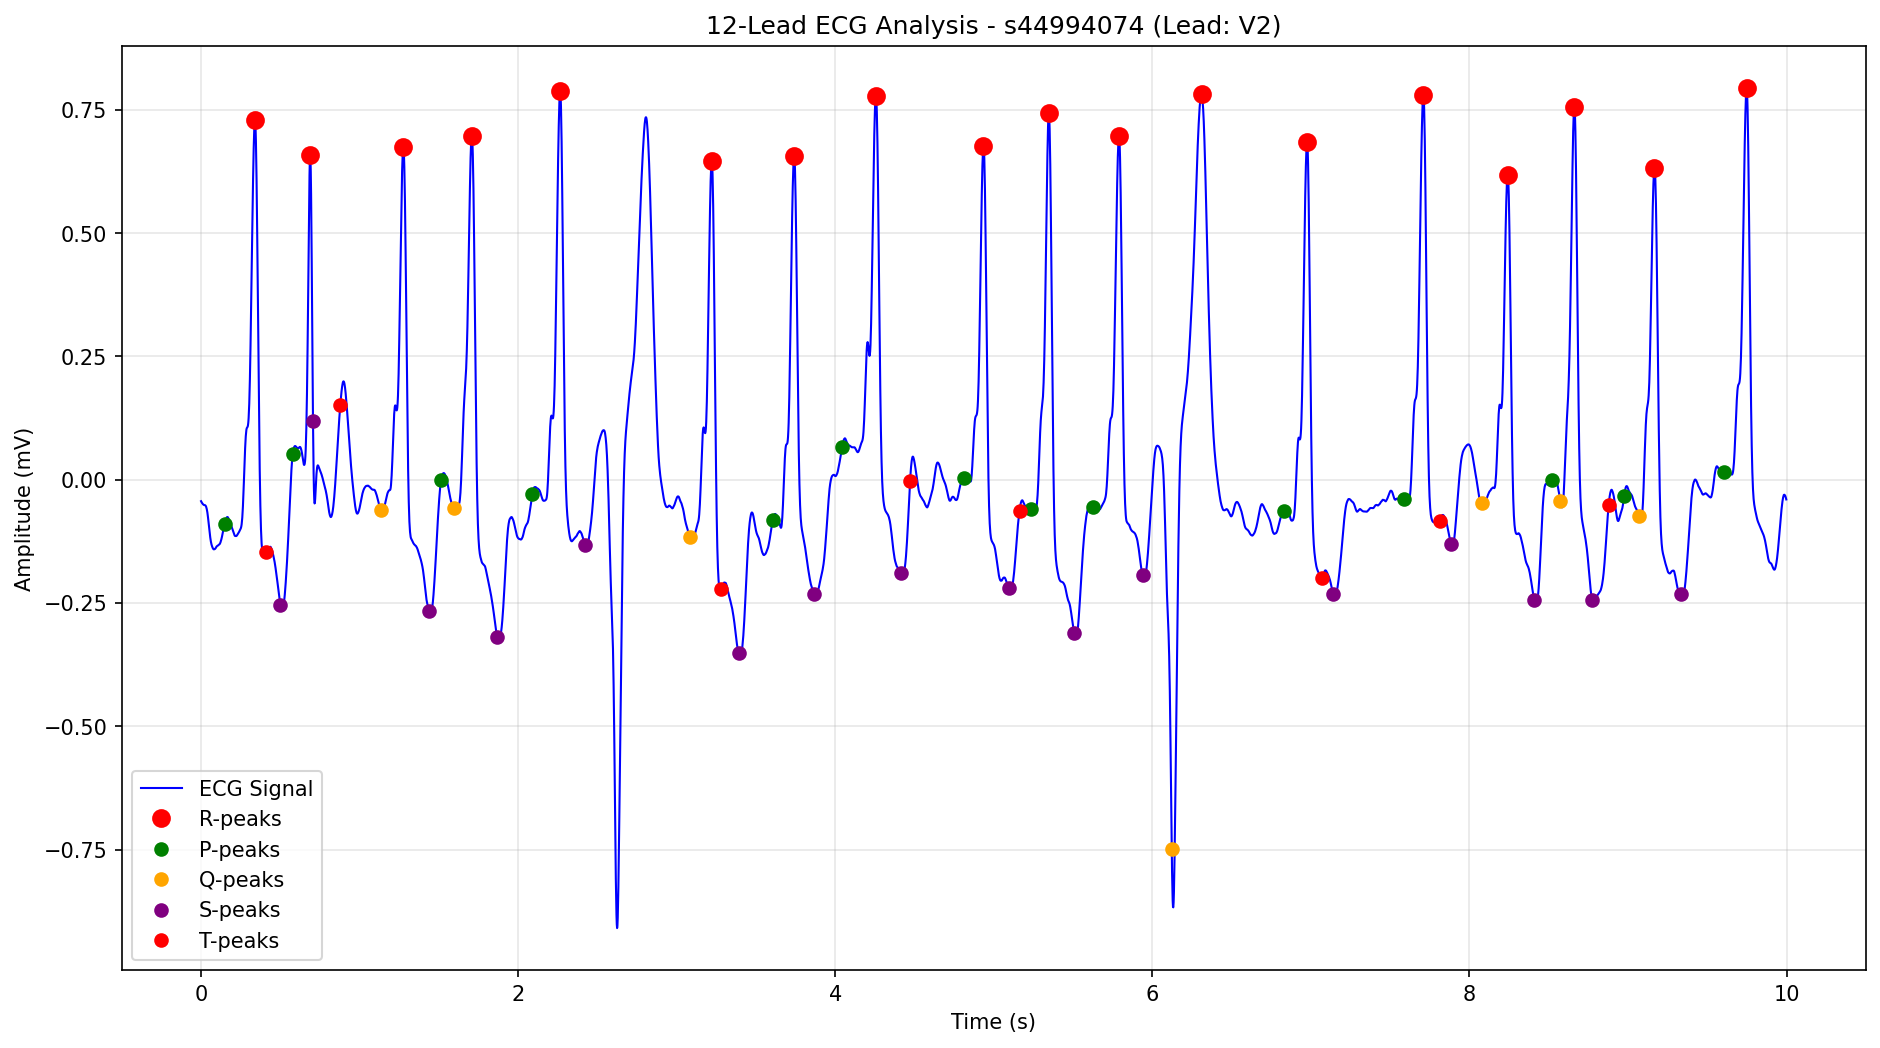 12-Lead ECG Analysis - s44994074 (Lead: V2)
Amplitude (mV)
0.75
0.50
0.25
0.00
−0.25
−0.50
−0.75
ECG Signal
R-peaks
P-peaks
Q-peaks
S-peaks
T-peaks
0 2 4 6 8 10
Time (s)